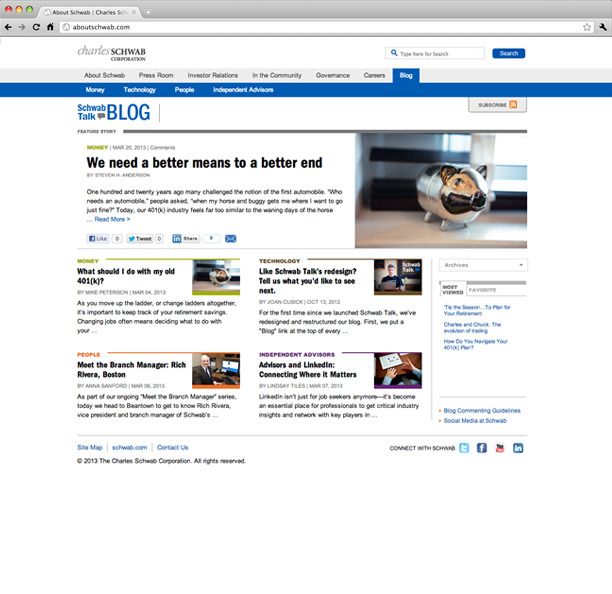 About Schwab | Charles Sch
aboutschwab.com
charles SCHWAB
CORPORATION
Type here for Search
Search
About Schwab Press Room Investor Relations In the Community Governance Careers Blog
Money Technology People Independent Advisors
Schwab
Talk BLOG
SUBSCRIBE
FEATURE STORY
MONEY | MAR 20, 2013 | Comments
We need a better means to a better end
BY STEVEN H. ANDERSON
One hundred and twenty years ago many challenged the notion of the first automobile. "Who
needs an automobile," people asked, "when my horse and buggy gets me where I want to go
just fine?" Today, our 401(k) industry feels far too similar to the waning days of the horse
... Read More >
Like 0 Tweet 0 Share 0
MONEY
What should I do with my old
401(k)?
BY MIKE PETERSON | MAR 04, 2013
As you move up the ladder, or change ladders altogether,
it's important to keep track of your retirement savings.
Changing jobs often means deciding what to do with
your ...
TECHNOLOGY
Like Schwab Talk's redesign?
Tell us what you'd like to see
next.
Schwab
Talk
BY JOAN CUSICK | OCT 13, 2012
For the first time since we launched Schwab Talk, we've
redesigned and restructured our blog. First, we put a
"Blog" link at the top of every ...
Archives
MOST
VIEWED
FAVORITE
'Tis the Season...To Plan for
Your Retirement
Charles and Chuck: The
evolution of trading
How Do You Navigate Your
401(k) Plan?
PEOPLE
Meet the Branch Manager: Rich
Rivera, Boston
BY ANNA SANFORD | MAR 06, 2013
As part of our ongoing "Meet the Branch Manager" series,
today we head to Beantown to get to know Rich Rivera,
vice president and branch manager of Schwab's ...
INDEPENDENT ADVISORS
Advisors and LinkedIn:
Connecting Where it Matters
BY LINDSAY TILES | MAR 07, 2013
LinkedIn isn't just for job seekers anymore—it's become
an essential place for professionals to get critical industry
insights and network with key players in ...
Blog Commenting Guidelines
Social Media at Schwab
Site Map schwab.com Contact Us
CONNECT WITH SCHWAB
© 2013 The Charles Schwab Corporation. All rights reserved.